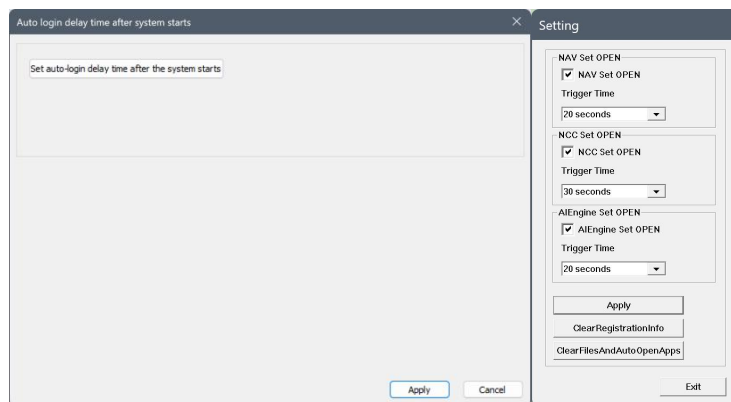 Auto login delay time after system starts
Set auto-login delay time after the system starts
Apply
Cancel
Setting
NAV Set OPEN
NAV Set OPEN
Trigger Time
20 seconds
NCC Set OPEN
NCC Set OPEN
Trigger Time
30 seconds
AIEngine Set OPEN
AIEngine Set OPEN
Trigger Time
20 seconds
Apply
ClearRegistrationInfo
ClearFilesAndAutoOpenApps
Exit